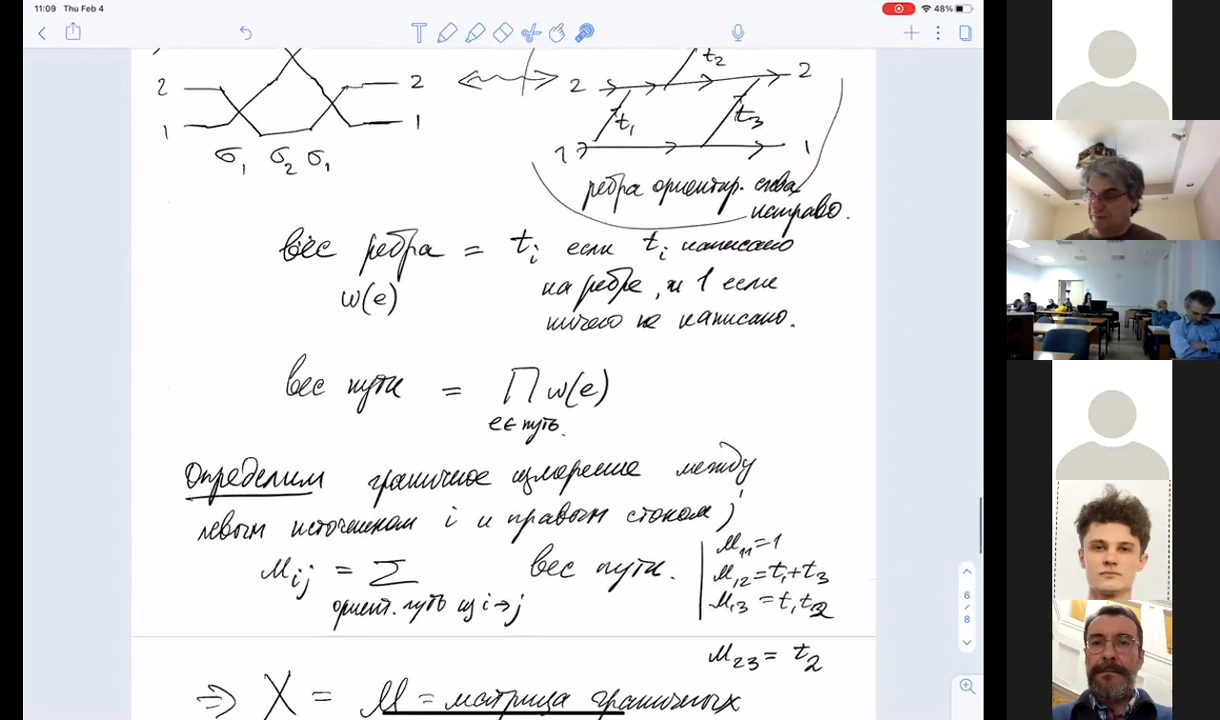 11:09 Thu Feb 4
48%
2 2 t₂ 2 2
1 1 t₁ t₃ 1 1
σ₁ σ₂ σ₁
ребра ориентир. слева
направо.
вес ребра = tᵢ если tᵢ написано
w(e) на ребре, и 1 если
ничего не написано.
вес пути = ∏ w(e)
e∈путь.
Определим граничное измерение между
левым источником i и правым стоком j
M₁₁=1
Mᵢⱼ = ∑ вес пути. M₁₂=t₁+t₃
ориент. путь из i→j M₁₃=t₁t₂
6
/
8
M₂₃= t₂
⇒ X = M = матрица граничных